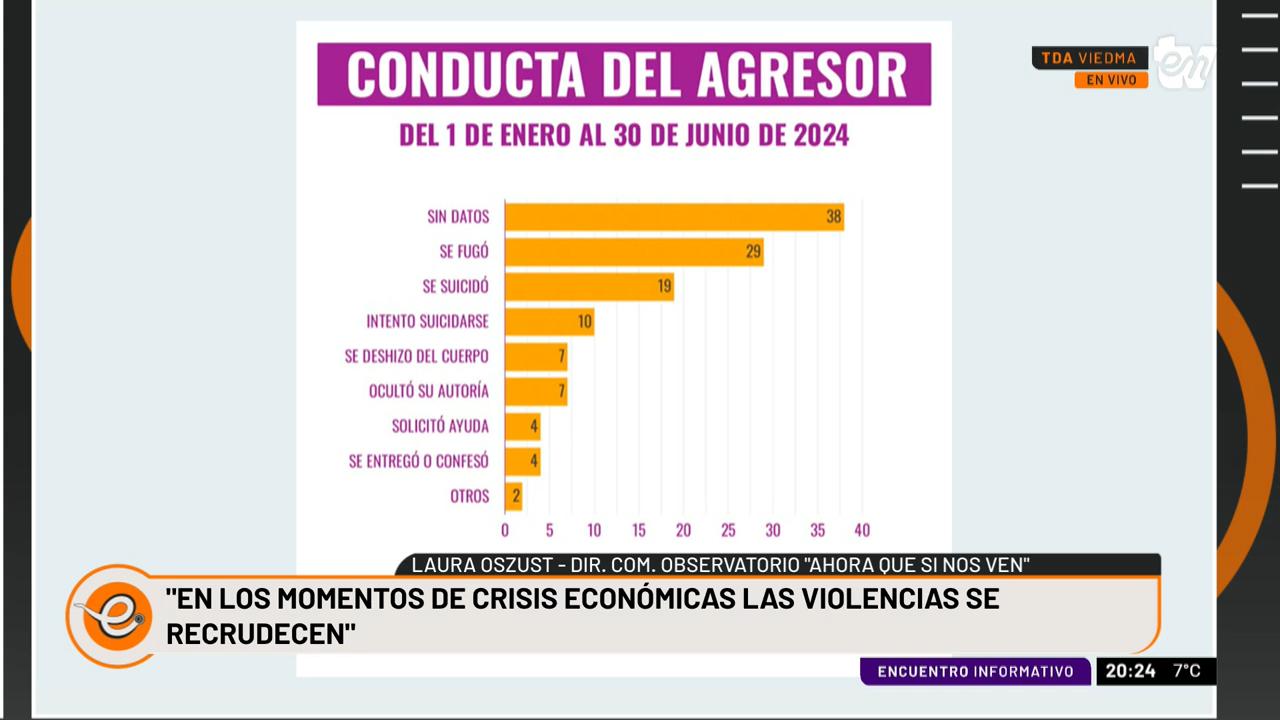 CONDUCTA DEL AGRESOR
DEL 1 DE ENERO AL 30 DE JUNIO DE 2024
TDA VIEDMA
EN VIVO
ten
SIN DATOS 38
SE FUGÓ 29
SE SUICIDÓ 19
INTENTO SUICIDARSE 10
SE DESHIZO DEL CUERPO 7
OCULTÓ SU AUTORÍA 7
SOLICITÓ AYUDA 4
SE ENTREGÓ O CONFESÓ 4
OTROS 2
0 5 10 15 20 25 30 35 40
LAURA OSZUST - DIR. COM. OBSERVATORIO "AHORA QUE SI NOS VEN"
"EN LOS MOMENTOS DE CRISIS ECONÓMICAS LAS VIOLENCIAS SE
RECRUDECEN"
e
ENCUENTRO INFORMATIVO
20:24 7°C